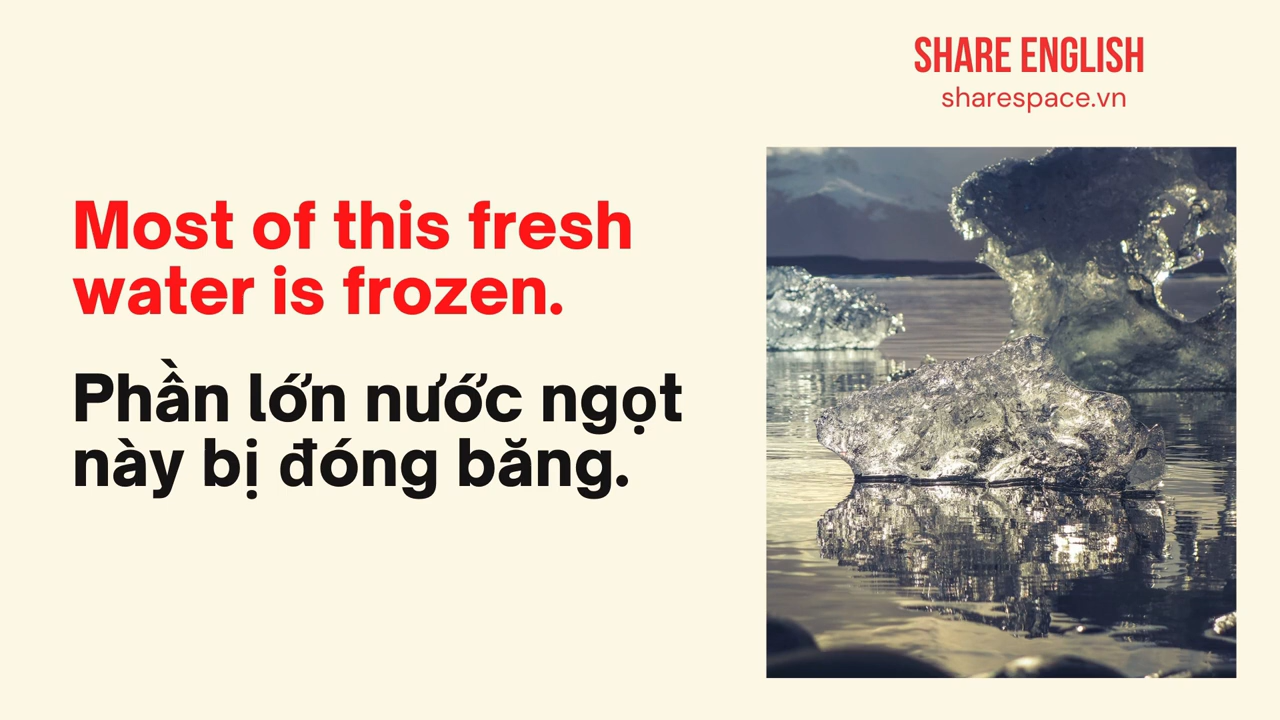 SHARE ENGLISH
sharespace.vn
Most of this fresh
water is frozen.
Phần lớn nước ngọt
này bị đóng băng.